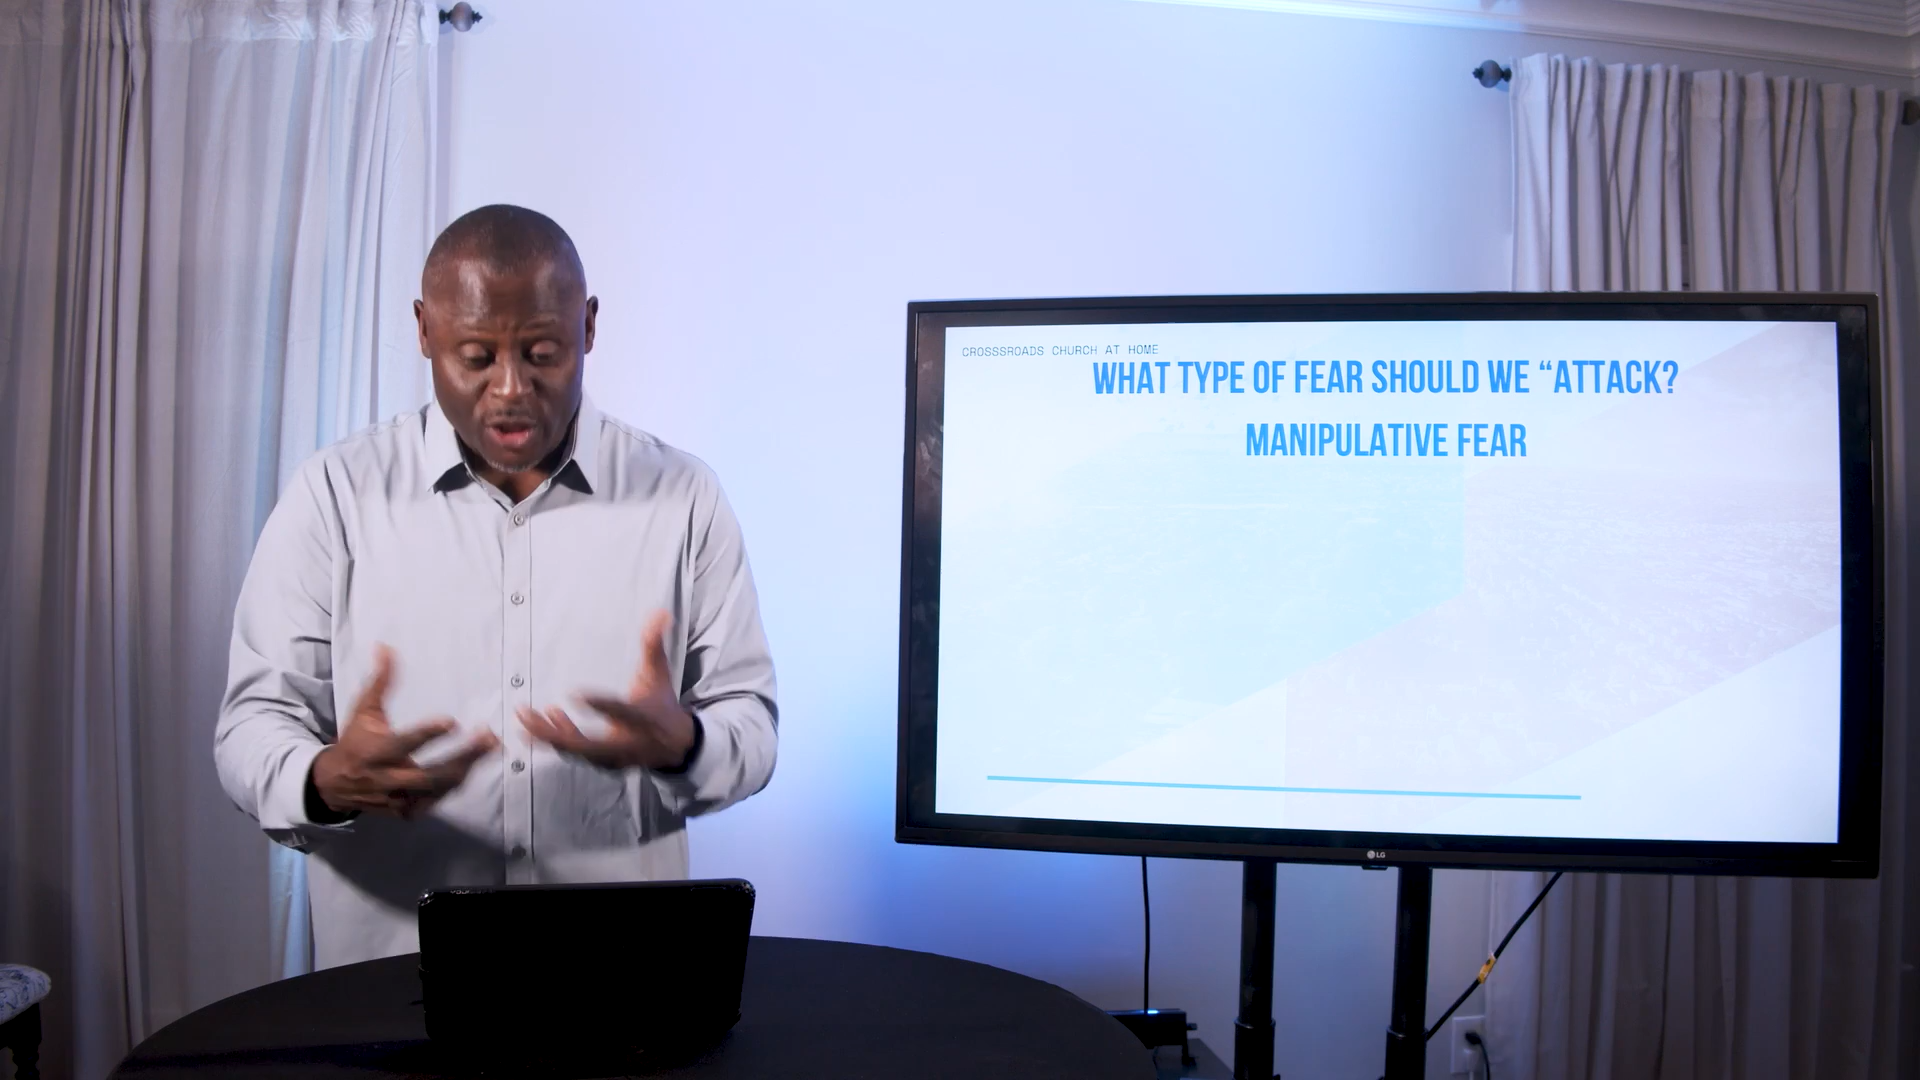 CROSSSROADS CHURCH AT HOME
WHAT TYPE OF FEAR SHOULD WE “ATTACK?
MANIPULATIVE FEAR
LG